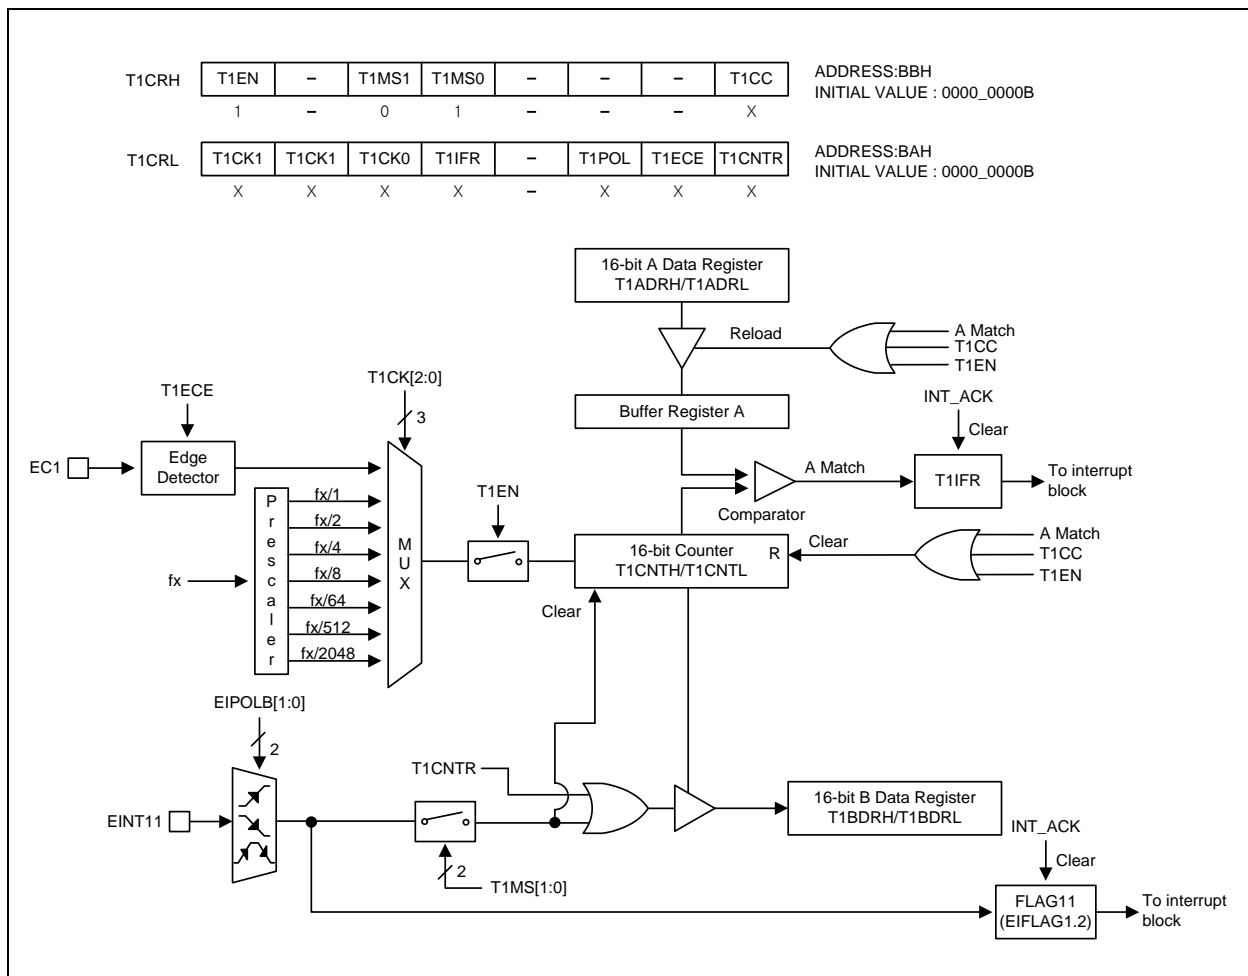 T1CRH T1EN – T1MS1 T1MS0 – – – T1CC ADDRESS:BBH
INITIAL VALUE : 0000_0000B
1 – 0 1 – – – X
T1CRL T1CK1 T1CK1 T1CK0 T1IFR – T1POL T1ECE T1CNTR ADDRESS:BAH
INITIAL VALUE : 0000_0000B
X X X X – X X X
16-bit A Data Register
T1ADRH/T1ADRL
Reload
A Match
T1CC
T1EN
T1CK[2:0]
3
T1ECE
Buffer Register A
INT_ACK
Clear
EC1
Edge
Detector
A Match
T1IFR
To interrupt
block
Comparator
Prescaler
fx
fx/1
fx/2
fx/4
fx/8
fx/64
fx/512
fx/2048
MUX
T1EN
16-bit Counter
T1CNTH/T1CNTL
R
Clear
A Match
T1CC
T1EN
Clear
EIPOLB[1:0]
2
T1CNTR
EINT11
16-bit B Data Register
T1BDRH/T1BDRL
2
T1MS[1:0]
INT_ACK
Clear
FLAG11
(EIFLAG1.2)
To interrupt
block